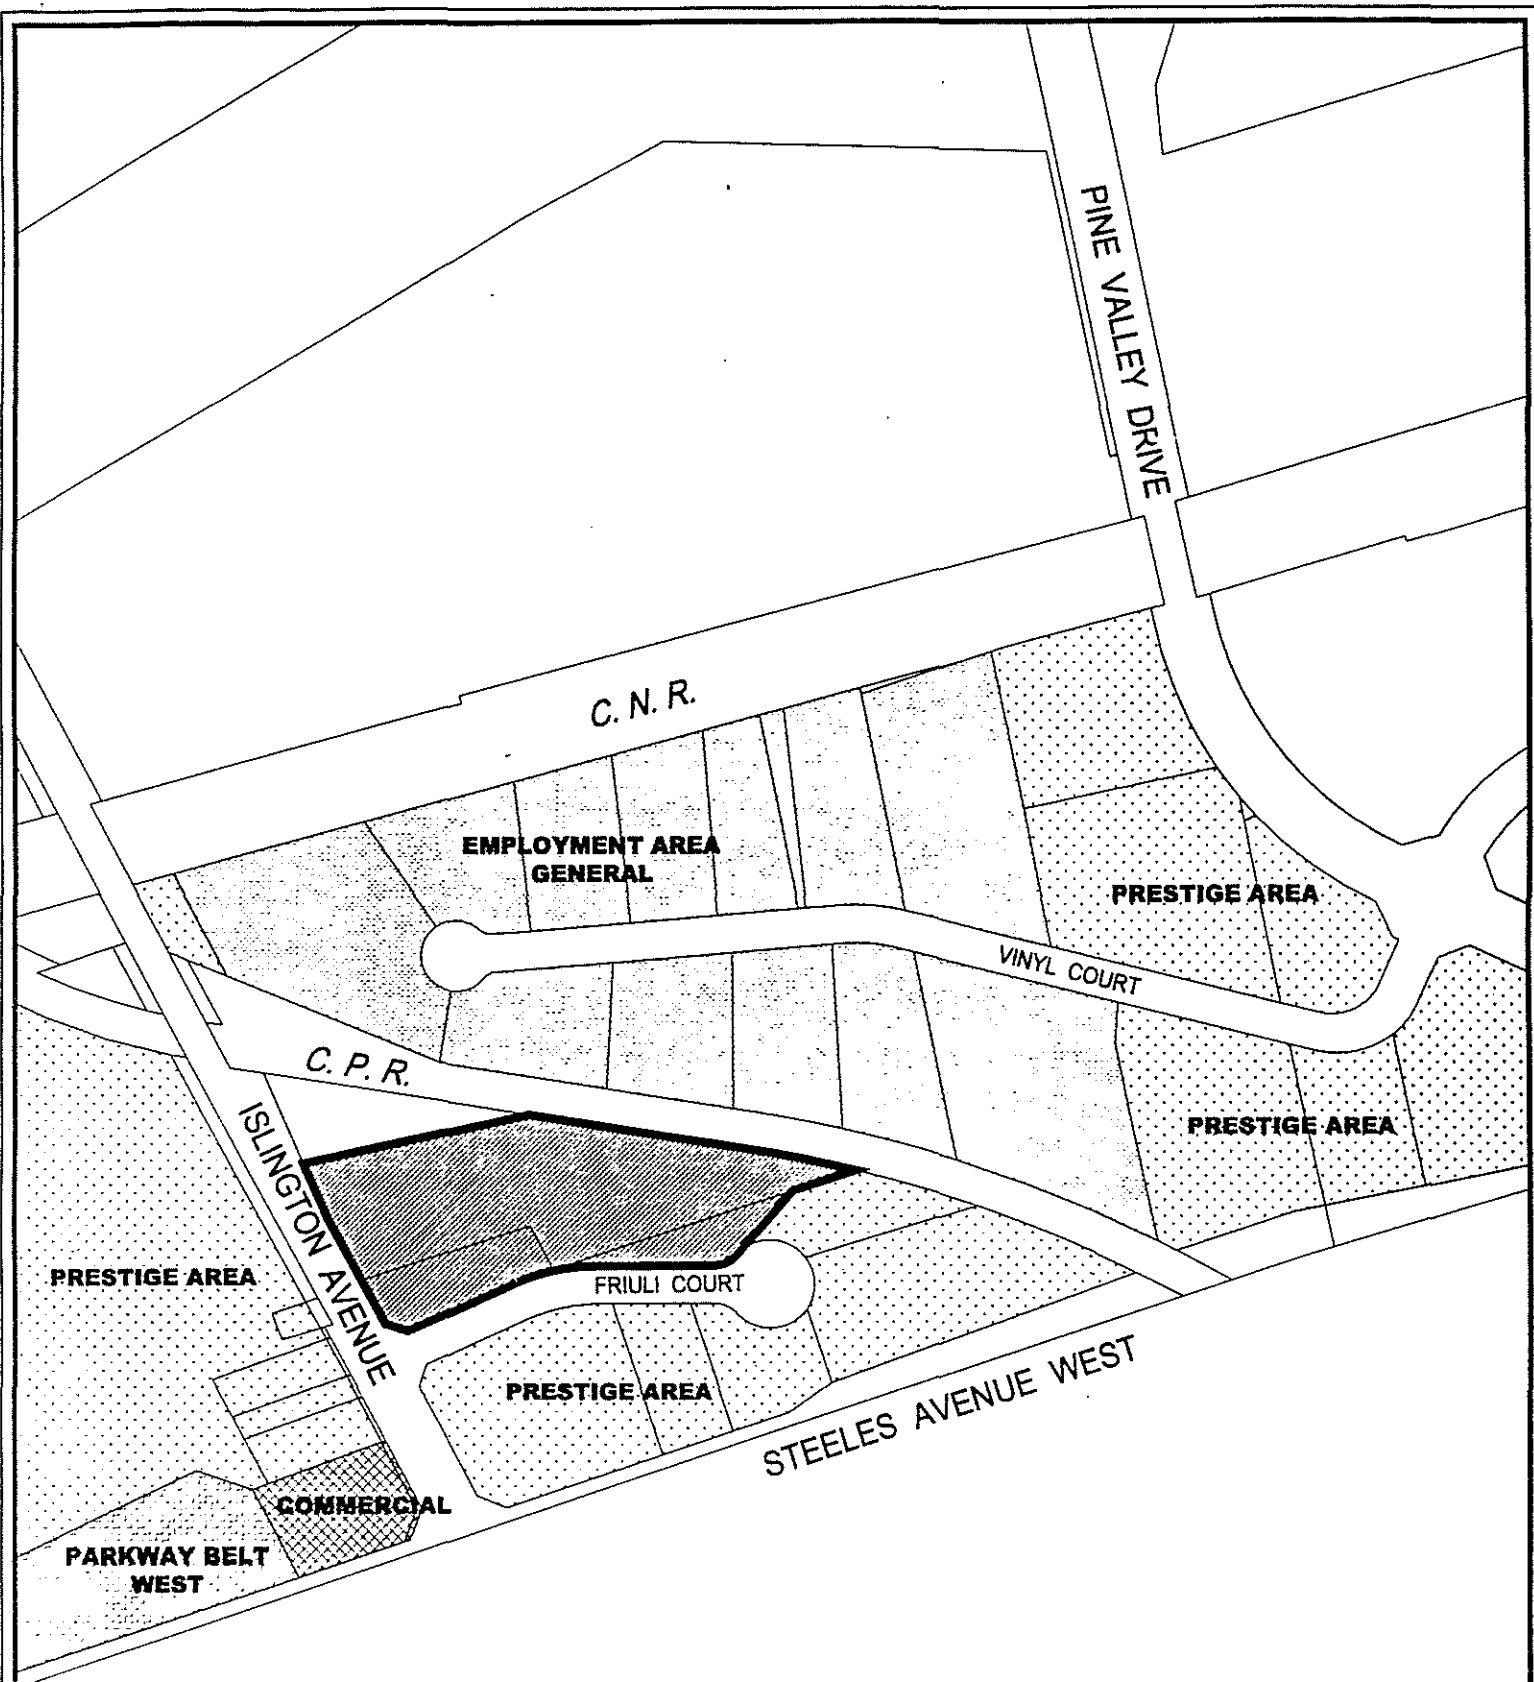 PINE VALLEY DRIVE
C. N. R.
EMPLOYMENT AREA
GENERAL
PRESTIGE AREA
VINYL COURT
C. P. R.
ISLINGTON AVENUE
PRESTIGE AREA
PRESTIGE AREA
FRIULI COURT
PRESTIGE AREA
STEELES AVENUE WEST
COMMERCIAL
PARKWAY BELT
WEST